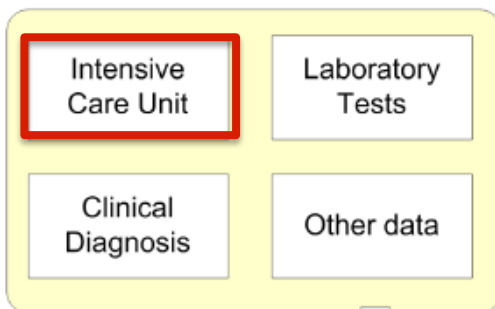 Intensive
Care Unit
Laboratory
Tests
Clinical
Diagnosis
Other data